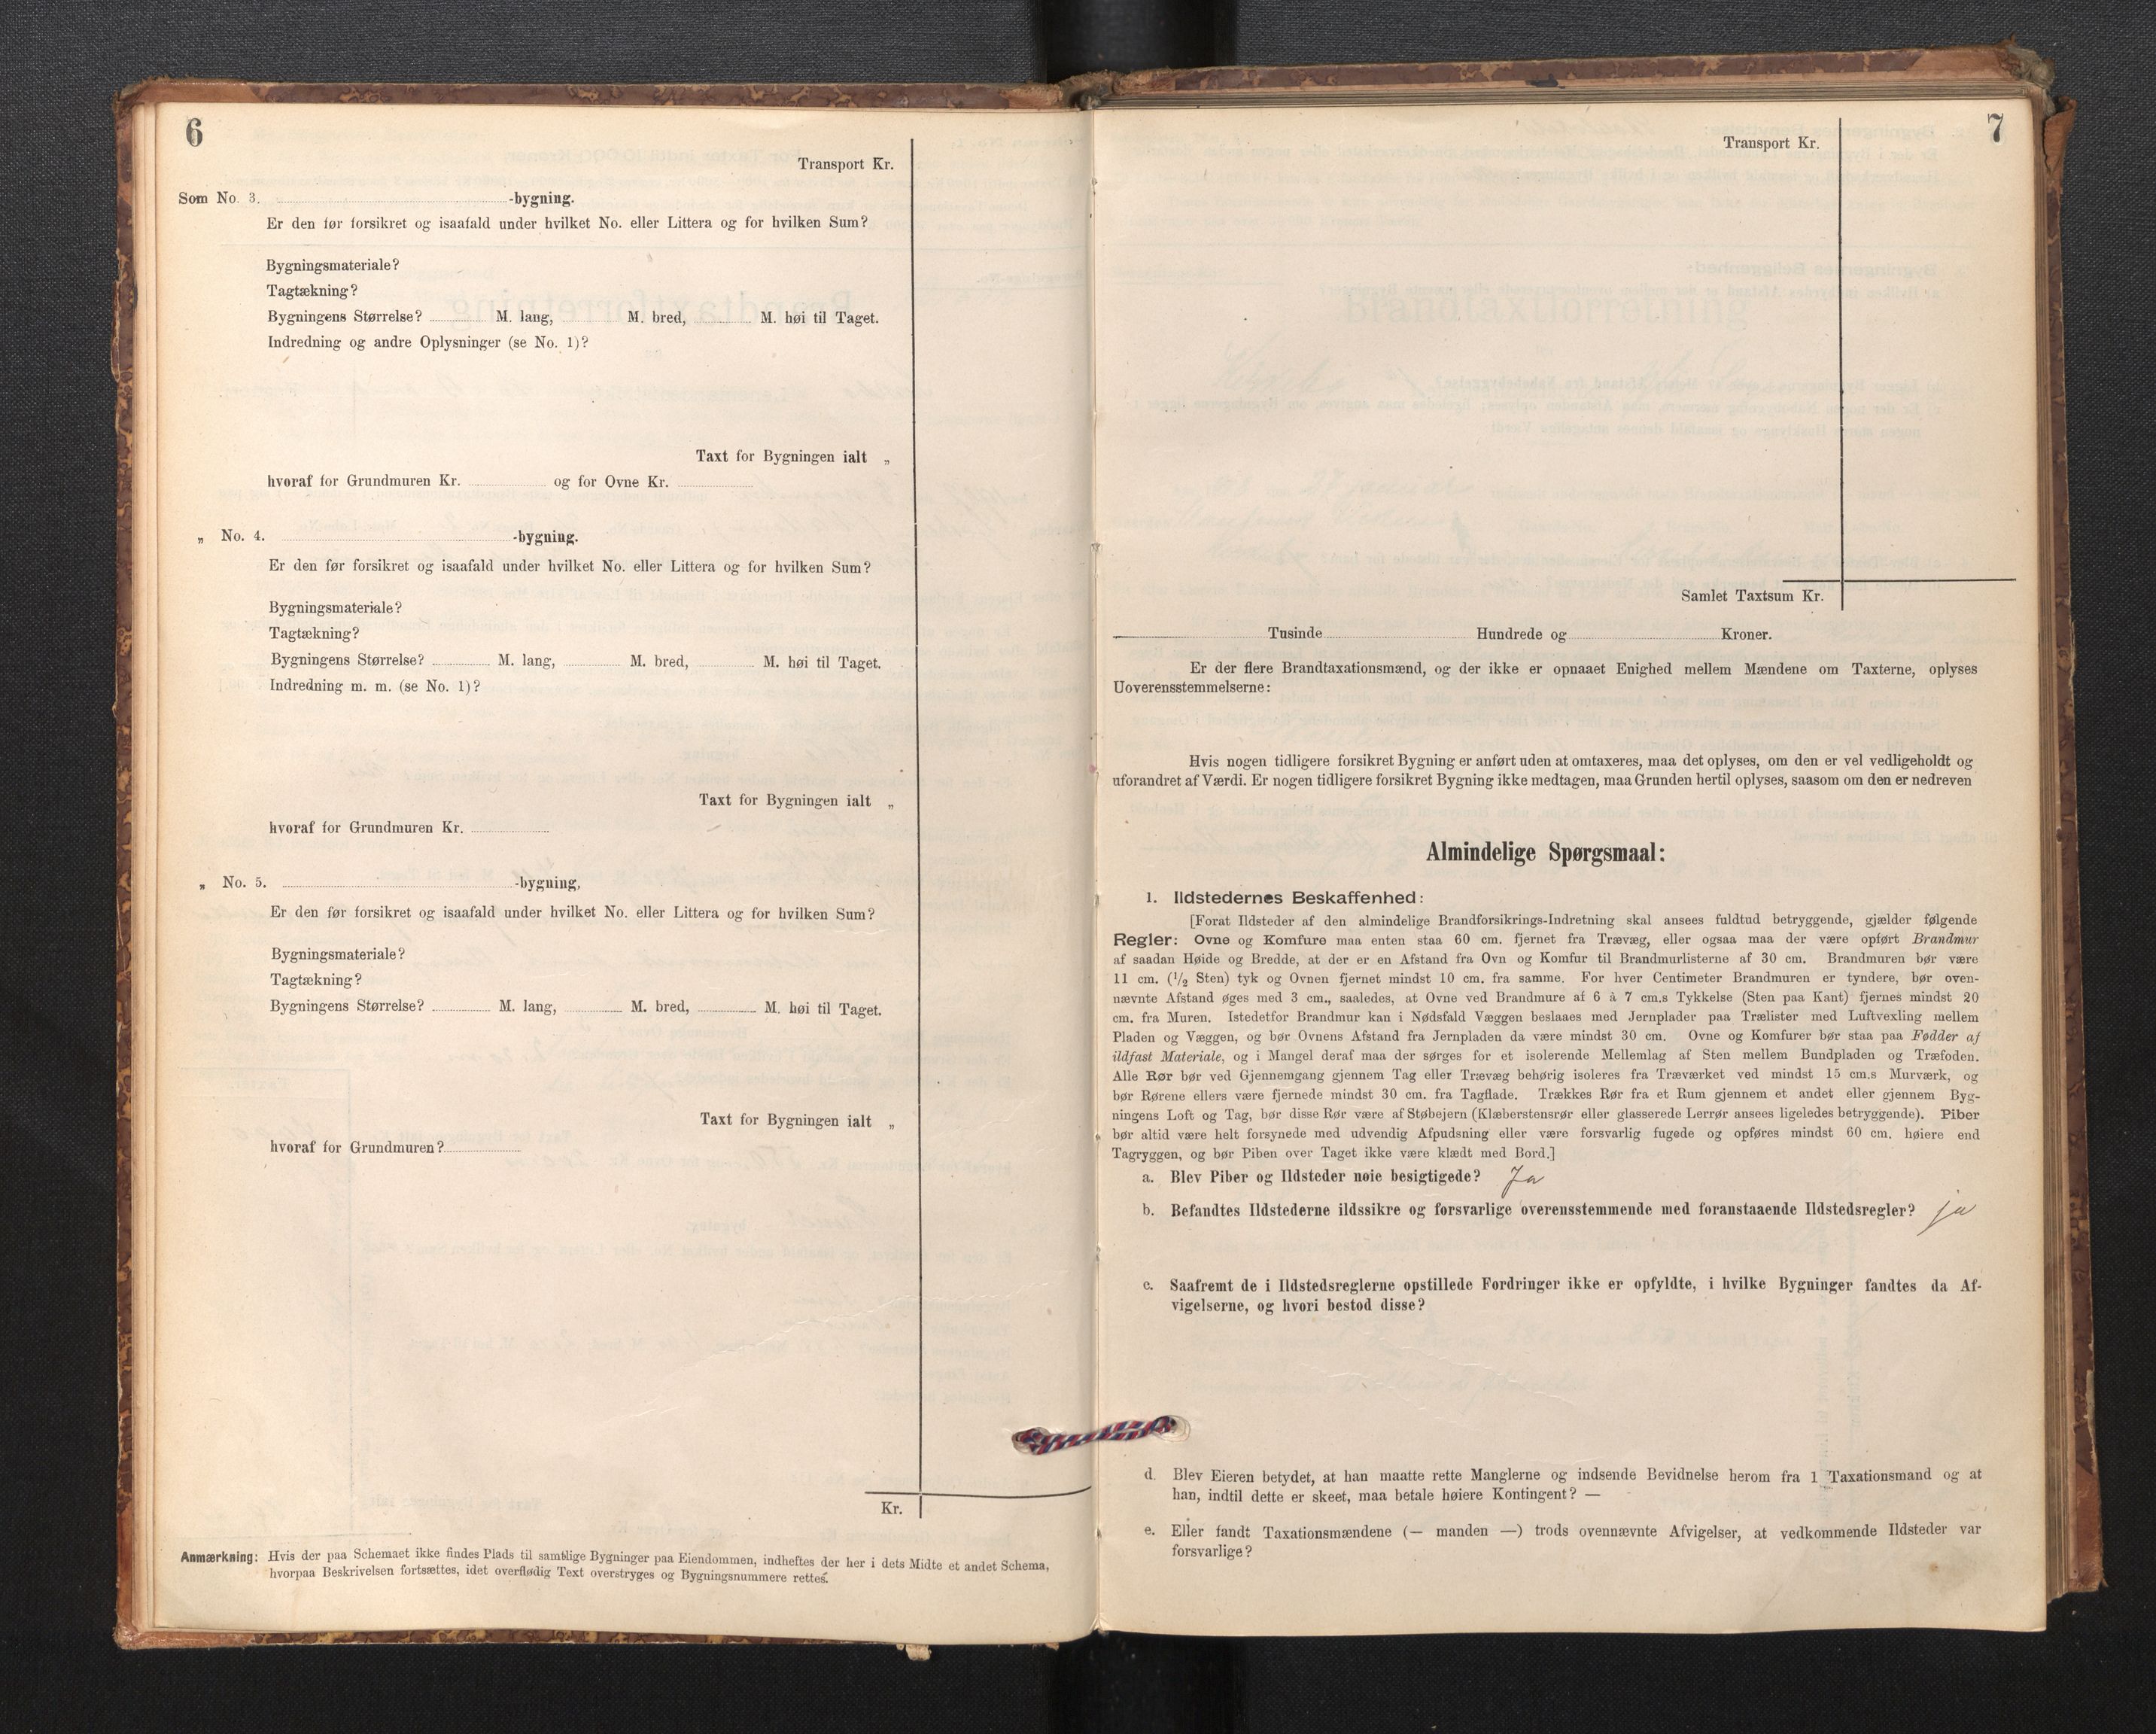 6
Transport Kr.
Som No. 3. -bygning.
Er den før forsikret og isaafald under hvilket No. eller Littera og for hvilken Sum?
Bygningsmateriale?
Tagtækning?
Bygningens Størrelse? M. lang, M. bred, M. høi til Taget.
Indredning og andre Oplysninger (se No. 1)?
Taxt for Bygningen ialt „
hvoraf for Grundmuren Kr. og for Ovne Kr.
„ No. 4. -bygning.
Er den før forsikret og isaafald under hvilket No. eller Littera og for hvilken Sum?
Bygningsmateriale?
Tagtækning?
Bygningens Størrelse? M. lang, M. bred, M. høi til Taget.
Indredning m. m. (se No. 1)?
Taxt for Bygningen ialt „
hvoraf for Grundmuren Kr.
„ No. 5. -bygning,
Er den før forsikret og isaafald under hvilket No. eller Littera og for hvilken Sum?
Bygningsmateriale?
Tagtækning?
Bygningens Størrelse? M. lang, M. bred, M. høi til Taget.
Taxt for Bygningen ialt „
hvoraf for Grundmuren?
Kr.
Anmærkning: Hvis der paa Schemaet ikke findes Plads til samtlige Bygninger paa Eiendommen, indheftes der her i dets Midte et andet Schema,
hvorpaa Beskrivelsen fortsættes, idet overflødig Text overstryges og Bygningsnummere rettes.
7
Transport Kr.
Samlet Taxtsum Kr.
Tusinde Hundrede og Kroner.
Er der flere Brandtaxationsmænd, og der ikke er opnaaet Enighed mellem Mændene om Taxterne, oplyses
Uoverensstemmelserne:
Hvis nogen tidligere forsikret Bygning er anført uden at omtaxeres, maa det oplyses, om den er vel vedligeholdt og
uforandret af Værdi. Er nogen tidligere forsikret Bygning ikke medtagen, maa Grunden hertil oplyses, saasom om den er nedreven
Almindelige Spørgsmaal:
1. Ildstedernes Beskaffenhed:
[Forat Ildsteder af den almindelige Brandforsikrings-Indretning skal ansees fuldtud betryggende, gjælder følgende
Regler: Ovne og Komfure maa enten staa 60 cm. fjernet fra Trævæg, eller ogsaa maa der være opført Brandmur
af saadan Høide og Bredde, at der er en Afstand fra Ovn og Komfur til Brandmurlisterne af 30 cm. Brandmuren bør være
11 cm. (1/2 Sten) tyk og Ovnen fjernet mindst 10 cm. fra samme. For hver Centimeter Brandmuren er tyndere, bør oven-
nævnte Afstand øges med 3 cm., saaledes, at Ovne ved Brandmure af 6 à 7 cm.s Tykkelse (Sten paa Kant) fjernes mindst 20
cm. fra Muren. Istedetfor Brandmur kan i Nødsfald Væggen beslaaes med Jernplader paa Trælister med Luftvexling mellem
Pladen og Væggen, og bør Ovnens Afstand fra Jernpladen da være mindst 30 cm. Ovne og Komfurer bør staa paa Fødder af
ildfast Materiale, og i Mangel deraf maa der sørges for et isolerende Mellemlag af Sten mellem Bundpladen og Træfoden.
Alle Rør bør ved Gjennemgang gjennem Tag eller Trævæg behørig isoleres fra Træværket ved mindst 15 cm.s Murværk, og
bør Rørene ellers være fjernede mindst 30 cm. fra Tagflade. Trækkes Rør fra et Rum gjennem et andet eller gjennem Byg-
ningens Loft og Tag, bør disse Rør være af Støbejern (Klæberstensrør eller glasserede Lerrør ansees ligeledes betryggende). Piber
bør altid være helt forsynede med udvendig Afpudsning eller være forsvarlig fugede og opføres mindst 60 cm. høiere end
Tagryggen, og bør Piben over Taget ikke være klædt med Bord.]
a. Blev Piber og Ildsteder nøie besigtigede? Ja
b. Befandtes Ildstederne ildssikre og forsvarlige overensstemmende med foranstaaende Ildstedsregler? ja
c. Saafremt de i Ildstedsreglerne opstillede Fordringer ikke er opfyldte, i hvilke Bygninger fandtes da Af-
vigelserne, og hvori bestod disse?
d. Blev Eieren betydet, at han maatte rette Manglerne og indsende Bevidnelse herom fra 1 Taxationsmand og at
han, indtil dette er skeet, maa betale høiere Kontingent? —
e. Eller fandt Taxationsmændene (— manden —) trods ovennævnte Afvigelser, at vedkommende Ildsteder var
forsvarlige?